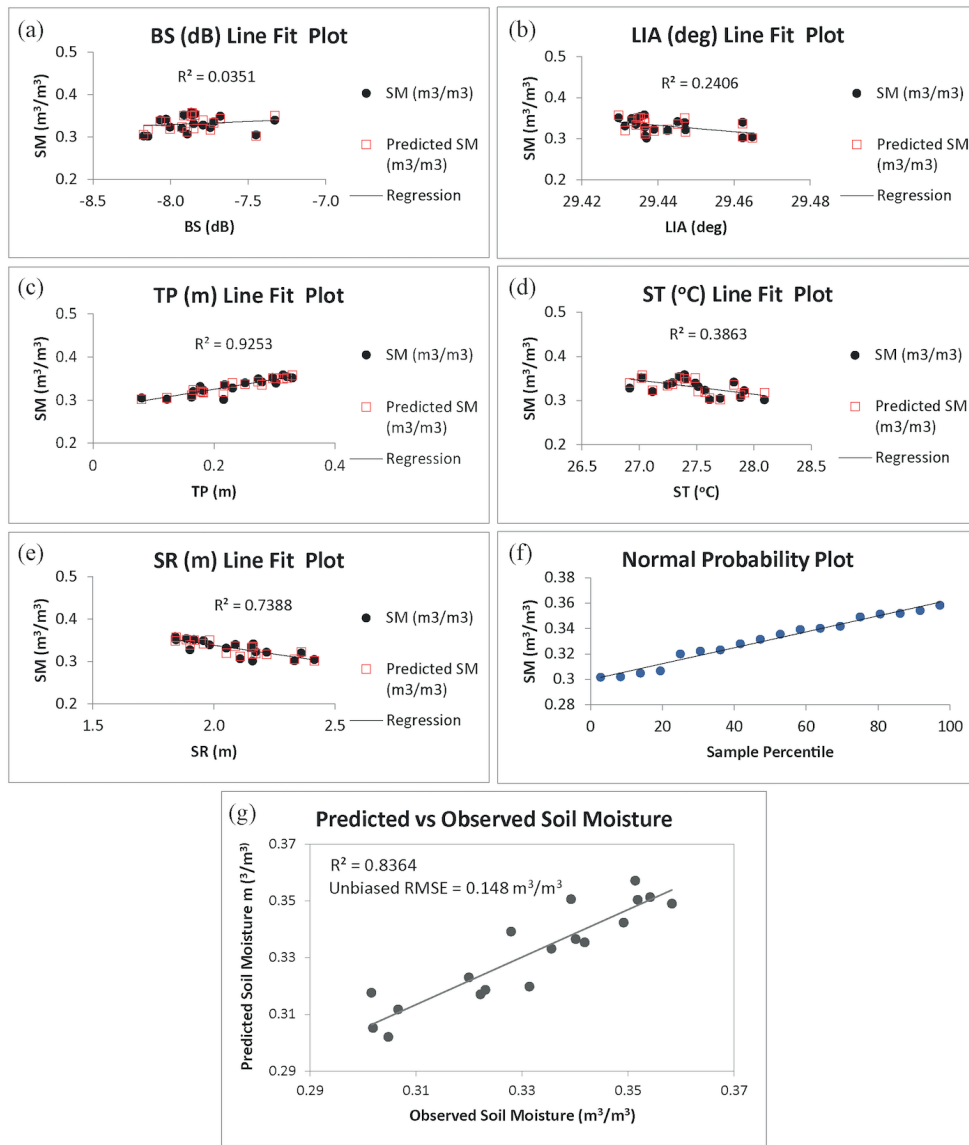 (a)
BS (dB) Line Fit Plot
0.5
0.4
0.3
0.2
SM (m³/m³)
R² = 0.0351
-8.5 -8.0 -7.5 -7.0
BS (dB)
SM (m3/m3)
Predicted SM
(m3/m3)
Regression
(b)
LIA (deg) Line Fit Plot
0.5
0.4
0.3
0.2
SM (m³/m³)
R² = 0.2406
29.42 29.44 29.46 29.48
LIA (deg)
SM (m3/m3)
Predicted SM
(m3/m3)
Regression
(c)
TP (m) Line Fit Plot
0.5
0.4
0.3
0.2
SM (m³/m³)
R² = 0.9253
0 0.2 0.4
TP (m)
SM (m3/m3)
Predicted SM
(m3/m3)
Regression
(d)
ST (ºC) Line Fit Plot
0.5
0.4
0.3
0.2
SM (m³/m³)
R² = 0.3863
26.5 27.0 27.5 28.0 28.5
ST (ºC)
SM (m3/m3)
Predicted SM
(m3/m3)
Regression
(e)
SR (m) Line Fit Plot
0.5
0.4
0.3
0.2
SM (m³/m³)
R² = 0.7388
1.5 2.0 2.5
SR (m)
SM (m3/m3)
Predicted SM
(m3/m3)
Regression
(f)
Normal Probability Plot
0.38
0.36
0.34
0.32
0.3
0.28
SM (m³/m³)
0 20 40 60 80 100
Sample Percentile
(g)
Predicted vs Observed Soil Moisture
0.37
0.35
0.33
0.31
0.29
Predicted Soil Moisture m (³/m³)
R² = 0.8364
Unbiased RMSE = 0.148 m³/m³
0.29 0.31 0.33 0.35 0.37
Observed Soil Moisture (m³/m³)